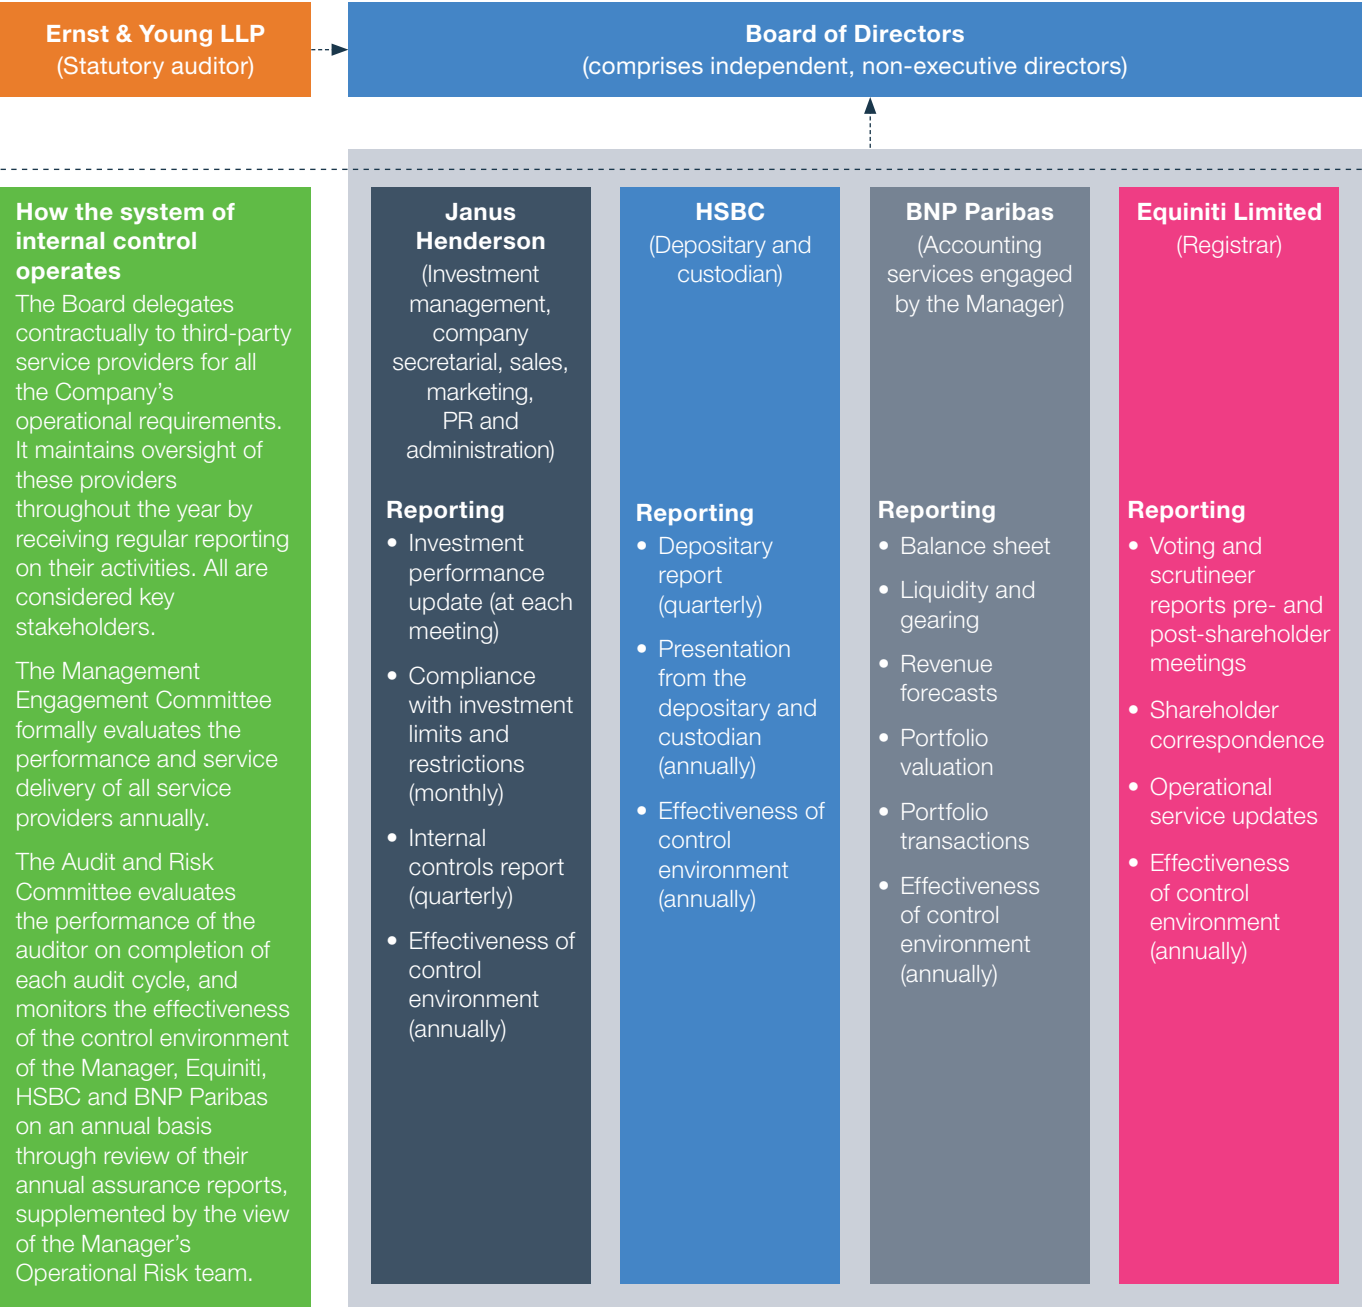 Ernst & Young LLP
(Statutory auditor)
Board of Directors
(comprises independent, non-executive directors)
How the system of
internal control
operates
The Board delegates
contractually to third-party
service providers for all
the Company’s
operational requirements.
It maintains oversight of
these providers
throughout the year by
receiving regular reporting
on their activities. All are
considered key
stakeholders.
The Management
Engagement Committee
formally evaluates the
performance and service
delivery of all service
providers annually.
The Audit and Risk
Committee evaluates
the performance of the
auditor on completion of
each audit cycle, and
monitors the effectiveness
of the control environment
of the Manager, Equiniti,
HSBC and BNP Paribas
on an annual basis
through review of their
annual assurance reports,
supplemented by the view
of the Manager’s
Operational Risk team.
Janus
Henderson
(Investment
management,
company
secretarial, sales,
marketing,
PR and
administration)
Reporting
• Investment
performance
update (at each
meeting)
• Compliance
with investment
limits and
restrictions
(monthly)
• Internal
controls report
(quarterly)
• Effectiveness of
control
environment
(annually)
HSBC
(Depositary and
custodian)
Reporting
• Depositary
report
(quarterly)
• Presentation
from the
depositary and
custodian
(annually)
• Effectiveness of
control
environment
(annually)
BNP Paribas
(Accounting
services engaged
by the Manager)
Reporting
• Balance sheet
• Liquidity and
gearing
• Revenue
forecasts
• Portfolio
valuation
• Portfolio
transactions
• Effectiveness
of control
environment
(annually)
Equiniti Limited
(Registrar)
Reporting
• Voting and
scrutineer
reports pre- and
post-shareholder
meetings
• Shareholder
correspondence
• Operational
service updates
• Effectiveness
of control
environment
(annually)